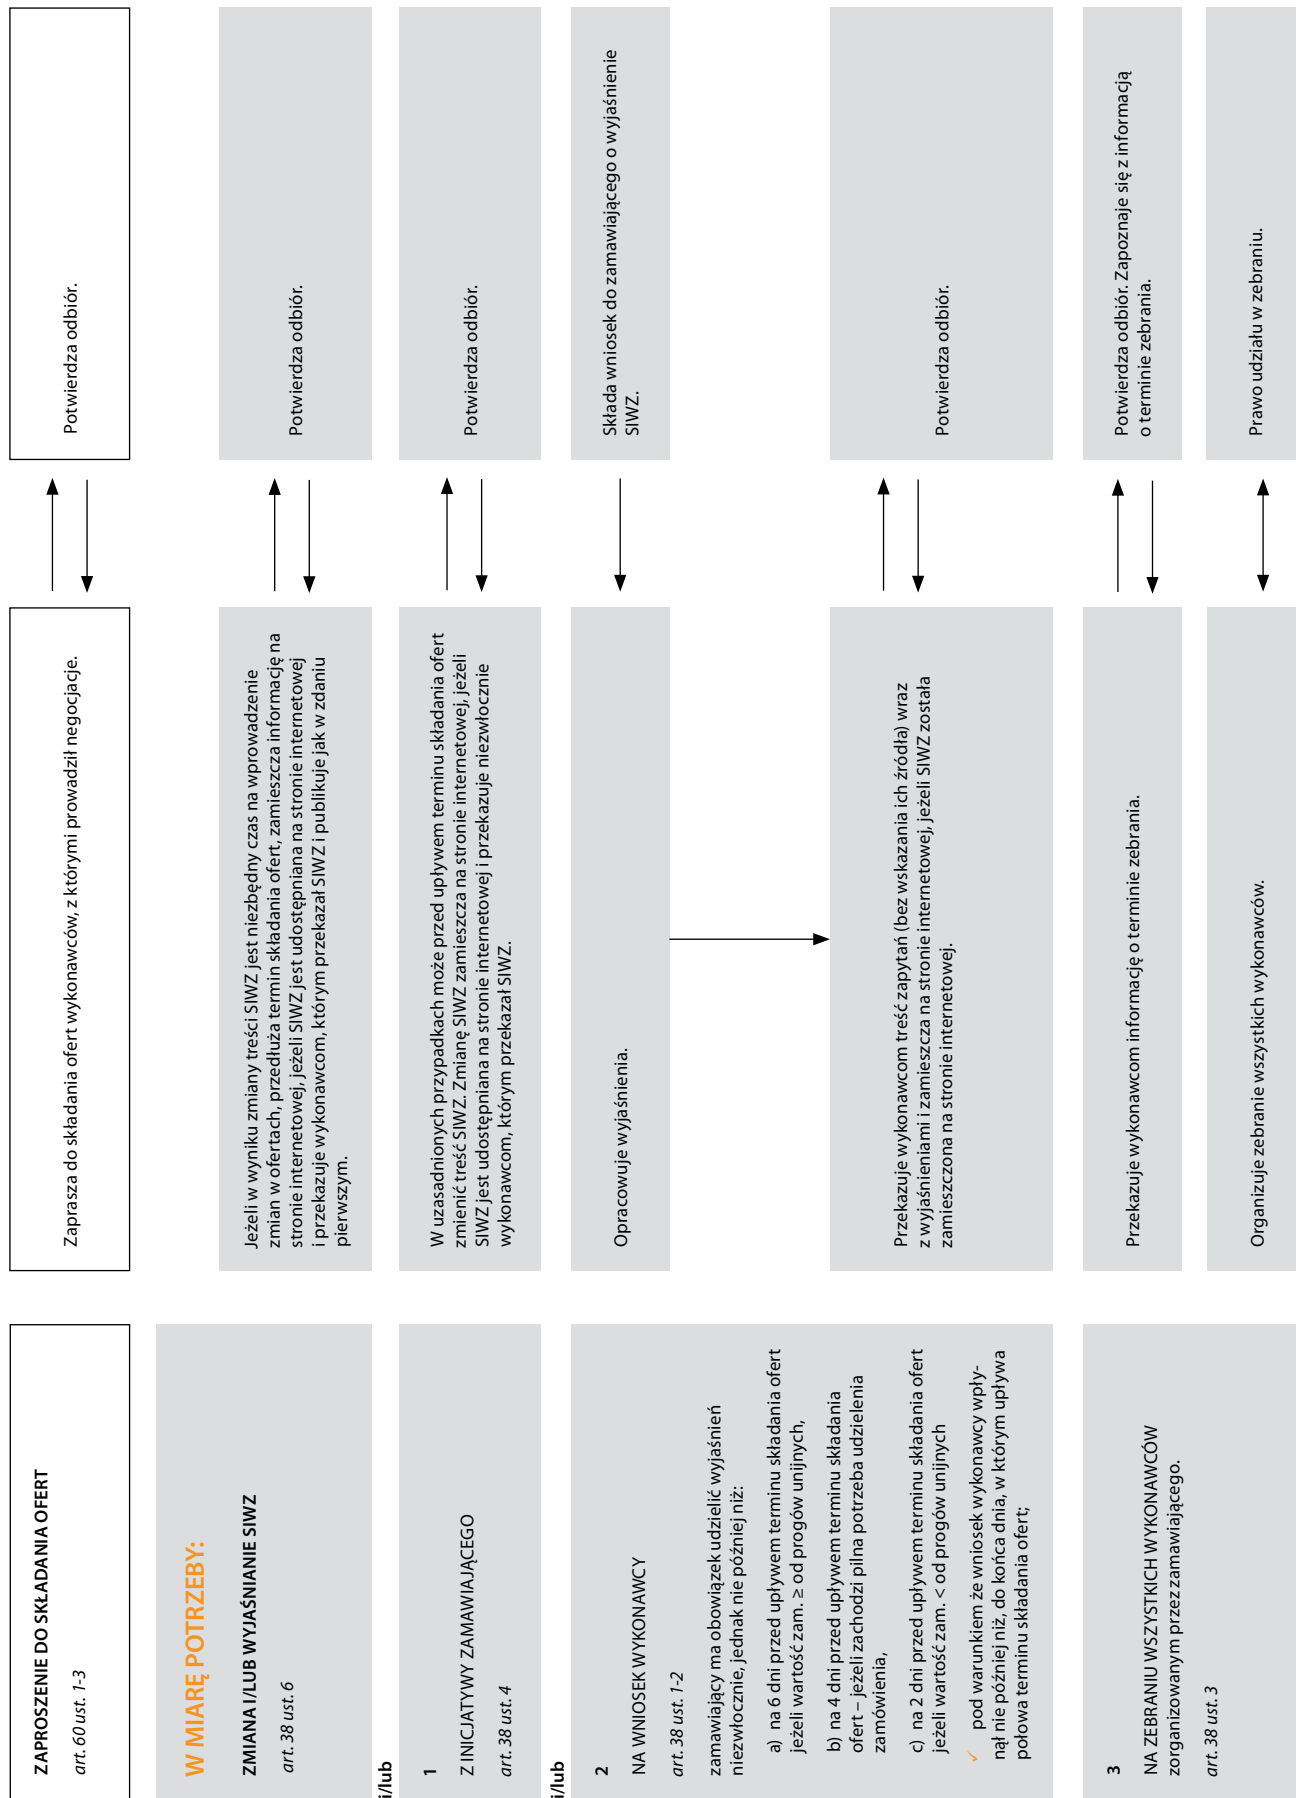 ZAPROSZENIE DO SKŁADANIA OFERT
art. 60 ust. 1-3
Zaprasza do składania ofert wykonawców, z którymi prowadził negocjacje.
Potwierdza odbiór.
W MIARĘ POTRZEBY:
ZMIANA I/LUB WYJAŚNIANIE SIWZ
art. 38 ust. 6
Jeżeli w wyniku zmiany treści SIWZ jest niezbędny czas na wprowadzenie
zmian w ofertach, przedłuża termin składania ofert, zamieszcza informację na
stronie internetowej, jeżeli SIWZ jest udostępniana na stronie internetowej
i przekazuje wykonawcom, którym przekazał SIWZ i publikuje jak w zdaniu
pierwszym.
Potwierdza odbiór.
i/lub
1
Z INICJATYWY ZAMAWIAJĄCEGO
art. 38 ust. 4
W uzasadnionych przypadkach może przed upływem terminu składania ofert
zmienić treść SIWZ. Zmianę SIWZ zamieszcza na stronie internetowej, jeżeli
SIWZ jest udostępniana na stronie internetowej i przekazuje niezwłocznie
wykonawcom, którym przekazał SIWZ.
Potwierdza odbiór.
i/lub
2
NA WNIOSEK WYKONAWCY
art. 38 ust. 1-2
zamawiający ma obowiązek udzielić wyjaśnień
niezwłocznie, jednak nie później niż:
a) na 6 dni przed upływem terminu składania ofert
jeżeli wartość zam. ≥ od progów unijnych,
b) na 4 dni przed upływem terminu składania
ofert – jeżeli zachodzi pilna potrzeba udzielenia
zamówienia,
c) na 2 dni przed upływem terminu składania ofert
jeżeli wartość zam. < od progów unijnych
✓ pod warunkiem że wniosek wykonawcy wpły-
nął nie później niż, do końca dnia, w którym upływa
połowa terminu składania ofert;
Opracowuje wyjaśnienia.
Składa wniosek do zamawiającego o wyjaśnienie
SIWZ.
Przekazuje wykonawcom treść zapytań (bez wskazania ich źródła) wraz
z wyjaśnieniami i zamieszcza na stronie internetowej, jeżeli SIWZ została
zamieszczona na stronie internetowej.
Potwierdza odbiór.
3
NA ZEBRANIU WSZYSTKICH WYKONAWCÓW
zorganizowanym przez zamawiającego.
art. 38 ust. 3
Przekazuje wykonawcom informację o terminie zebrania.
Potwierdza odbiór. Zapoznaje się z informacją
o terminie zebrania.
Organizuje zebranie wszystkich wykonawców.
Prawo udziału w zebraniu.